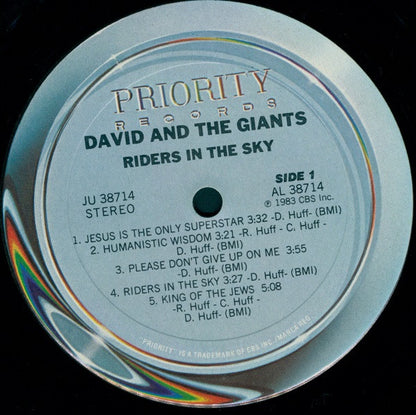 PRIORITY
RECORDS
DAVID AND THE GIANTS
RIDERS IN THE SKY
JU 38714
STEREO
SIDE 1
AL 38714
℗ 1983 CBS Inc.
1. JESUS IS THE ONLY SUPERSTAR 3:32 -D. Huff- (BMI)
2. HUMANISTIC WISDOM 3:21 -R. Huff - C. Huff -
D. Huff- (BMI)
3. PLEASE DON'T GIVE UP ON ME 3:55
-D. Huff- (BMI)
4. RIDERS IN THE SKY 3:27 -D. Huff- (BMI)
5. KING OF THE JEWS 5:08
-R. Huff - C. Huff -
D. Huff- (BMI)
"PRIORITY" IS A TRADEMARK OF CBS INC./MARCA REG.